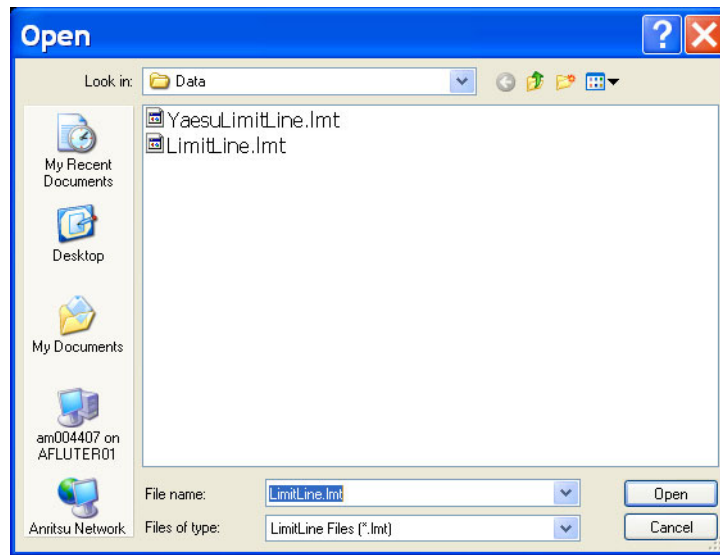 Open
Look in: Data
YaesuLimitLine.lmt
LimitLine.lmt
My Recent
Documents
Desktop
My Documents
am004407 on
AFLUTER01
Anritsu Network
File name: LimitLine.lmt Open
Files of type: LimitLine Files (*.lmt) Cancel